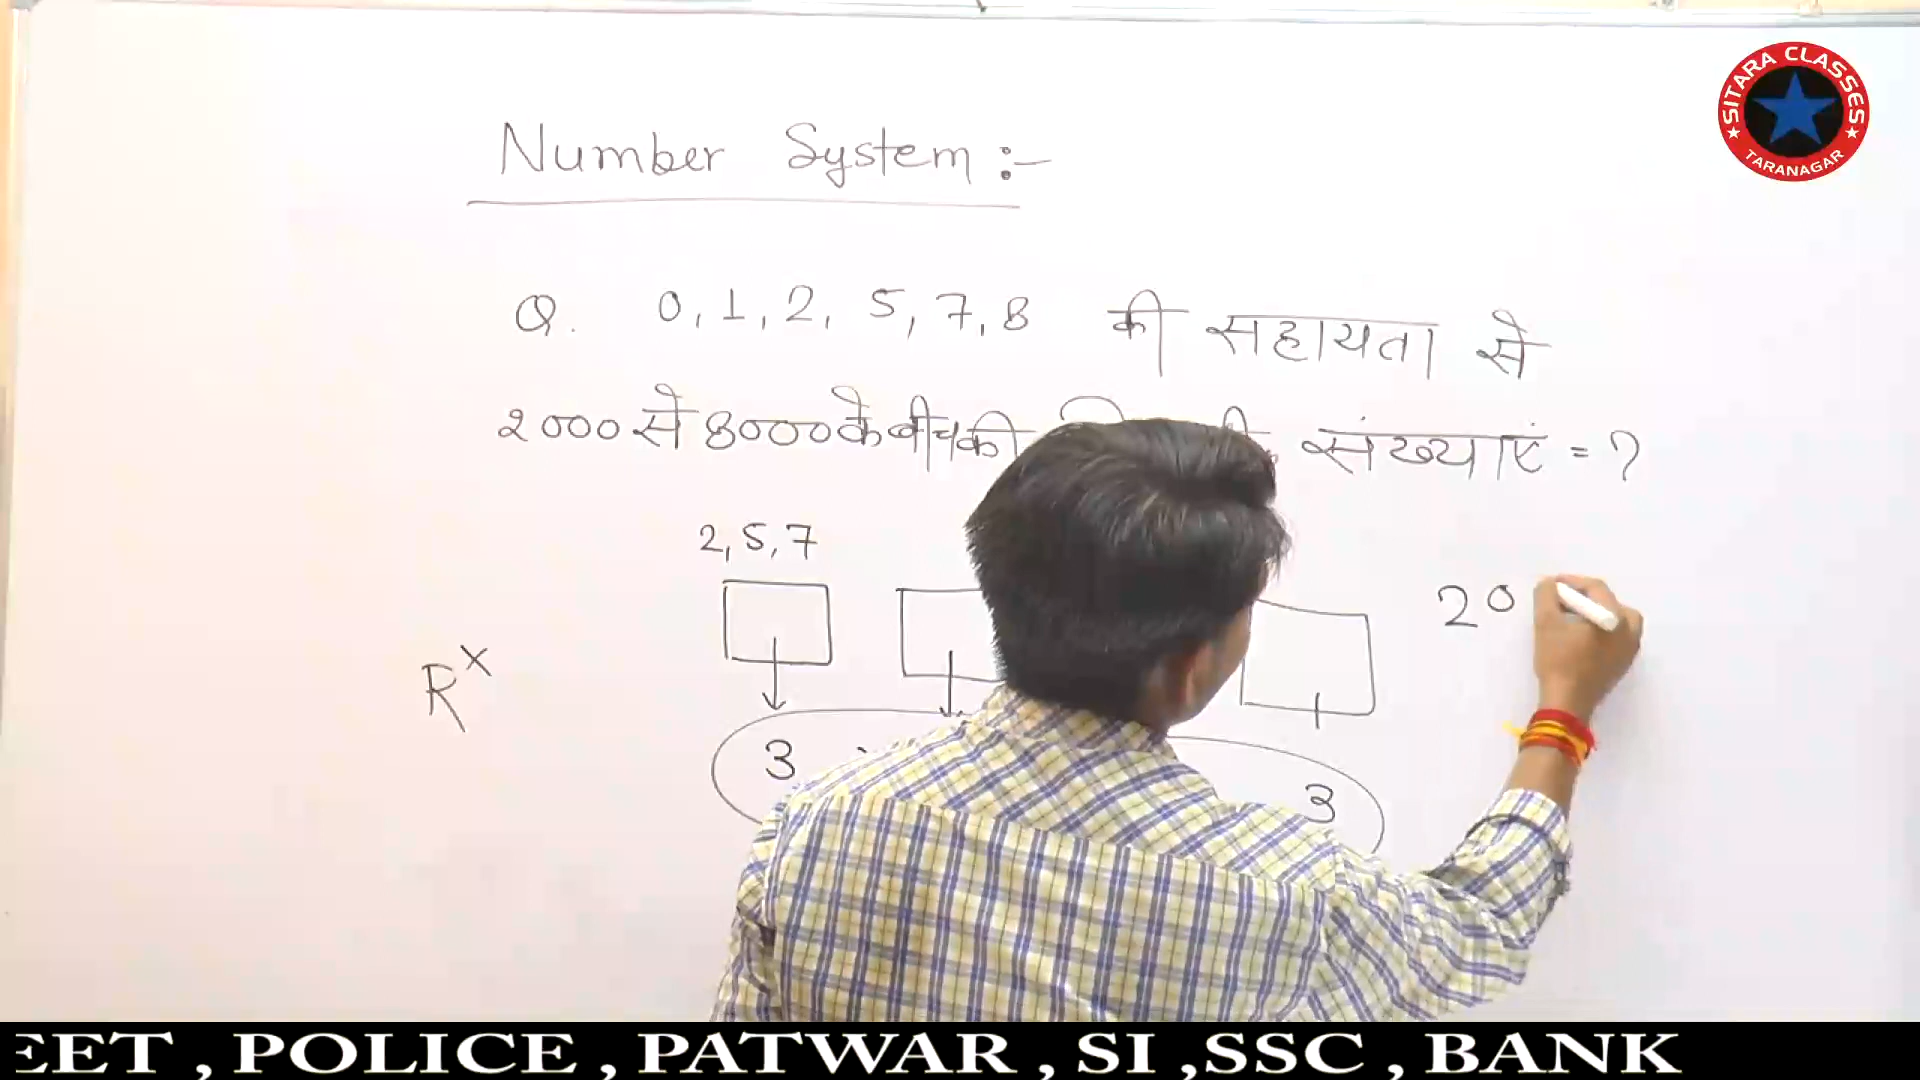 SITARA CLASSES
TARANAGAR
Number System :-
Q. 0, 1, 2, 5, 7, 8 की सहायता से
2000 से 8000 के बीच की संख्याएं = ?
2, 5, 7
20
R^x
3
3
EET , POLICE , PATWAR , SI ,SSC , BANK